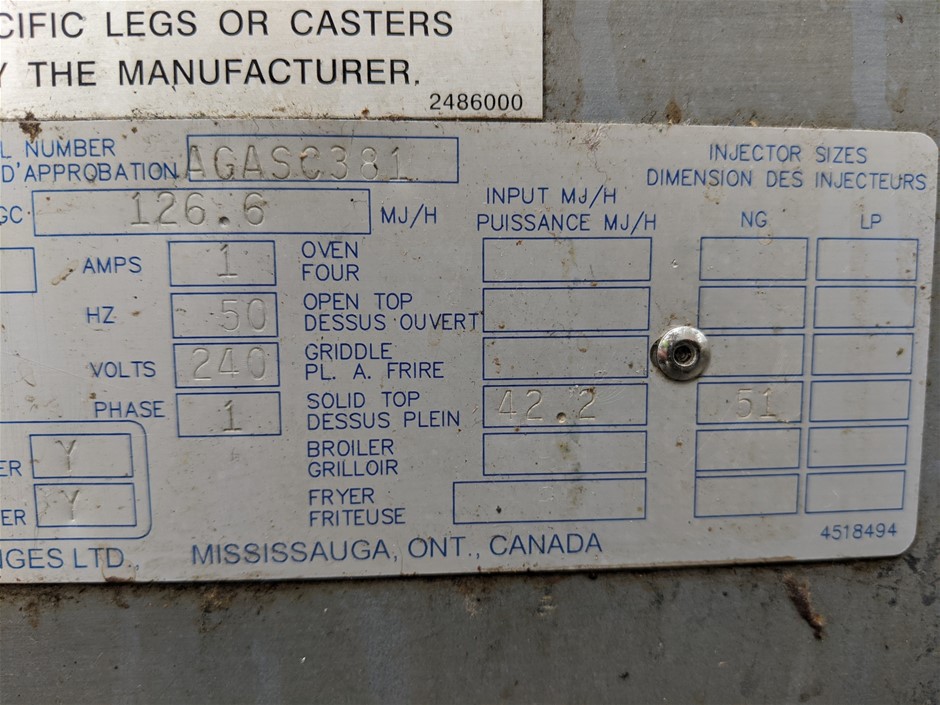 CIFIC LEGS OR CASTERS
Y THE MANUFACTURER.
2486000
L NUMBER
D'APPROBATION AGASC381
GC 126.6 MJ/H
INJECTOR SIZES
DIMENSION DES INJECTEURS
INPUT MJ/H
PUISSANCE MJ/H
NG LP
AMPS 1
HZ 50
VOLTS 240
PHASE 1
OVEN
FOUR
OPEN TOP
DESSUS OUVERT
GRIDDLE
PL. A. FRIRE
SOLID TOP
DESSUS PLEIN 42.2 51
BROILER
GRILLOIR
FRYER
FRITEUSE
ER Y
ER Y
4518494
NGES LTD., MISSISSAUGA, ONT., CANADA